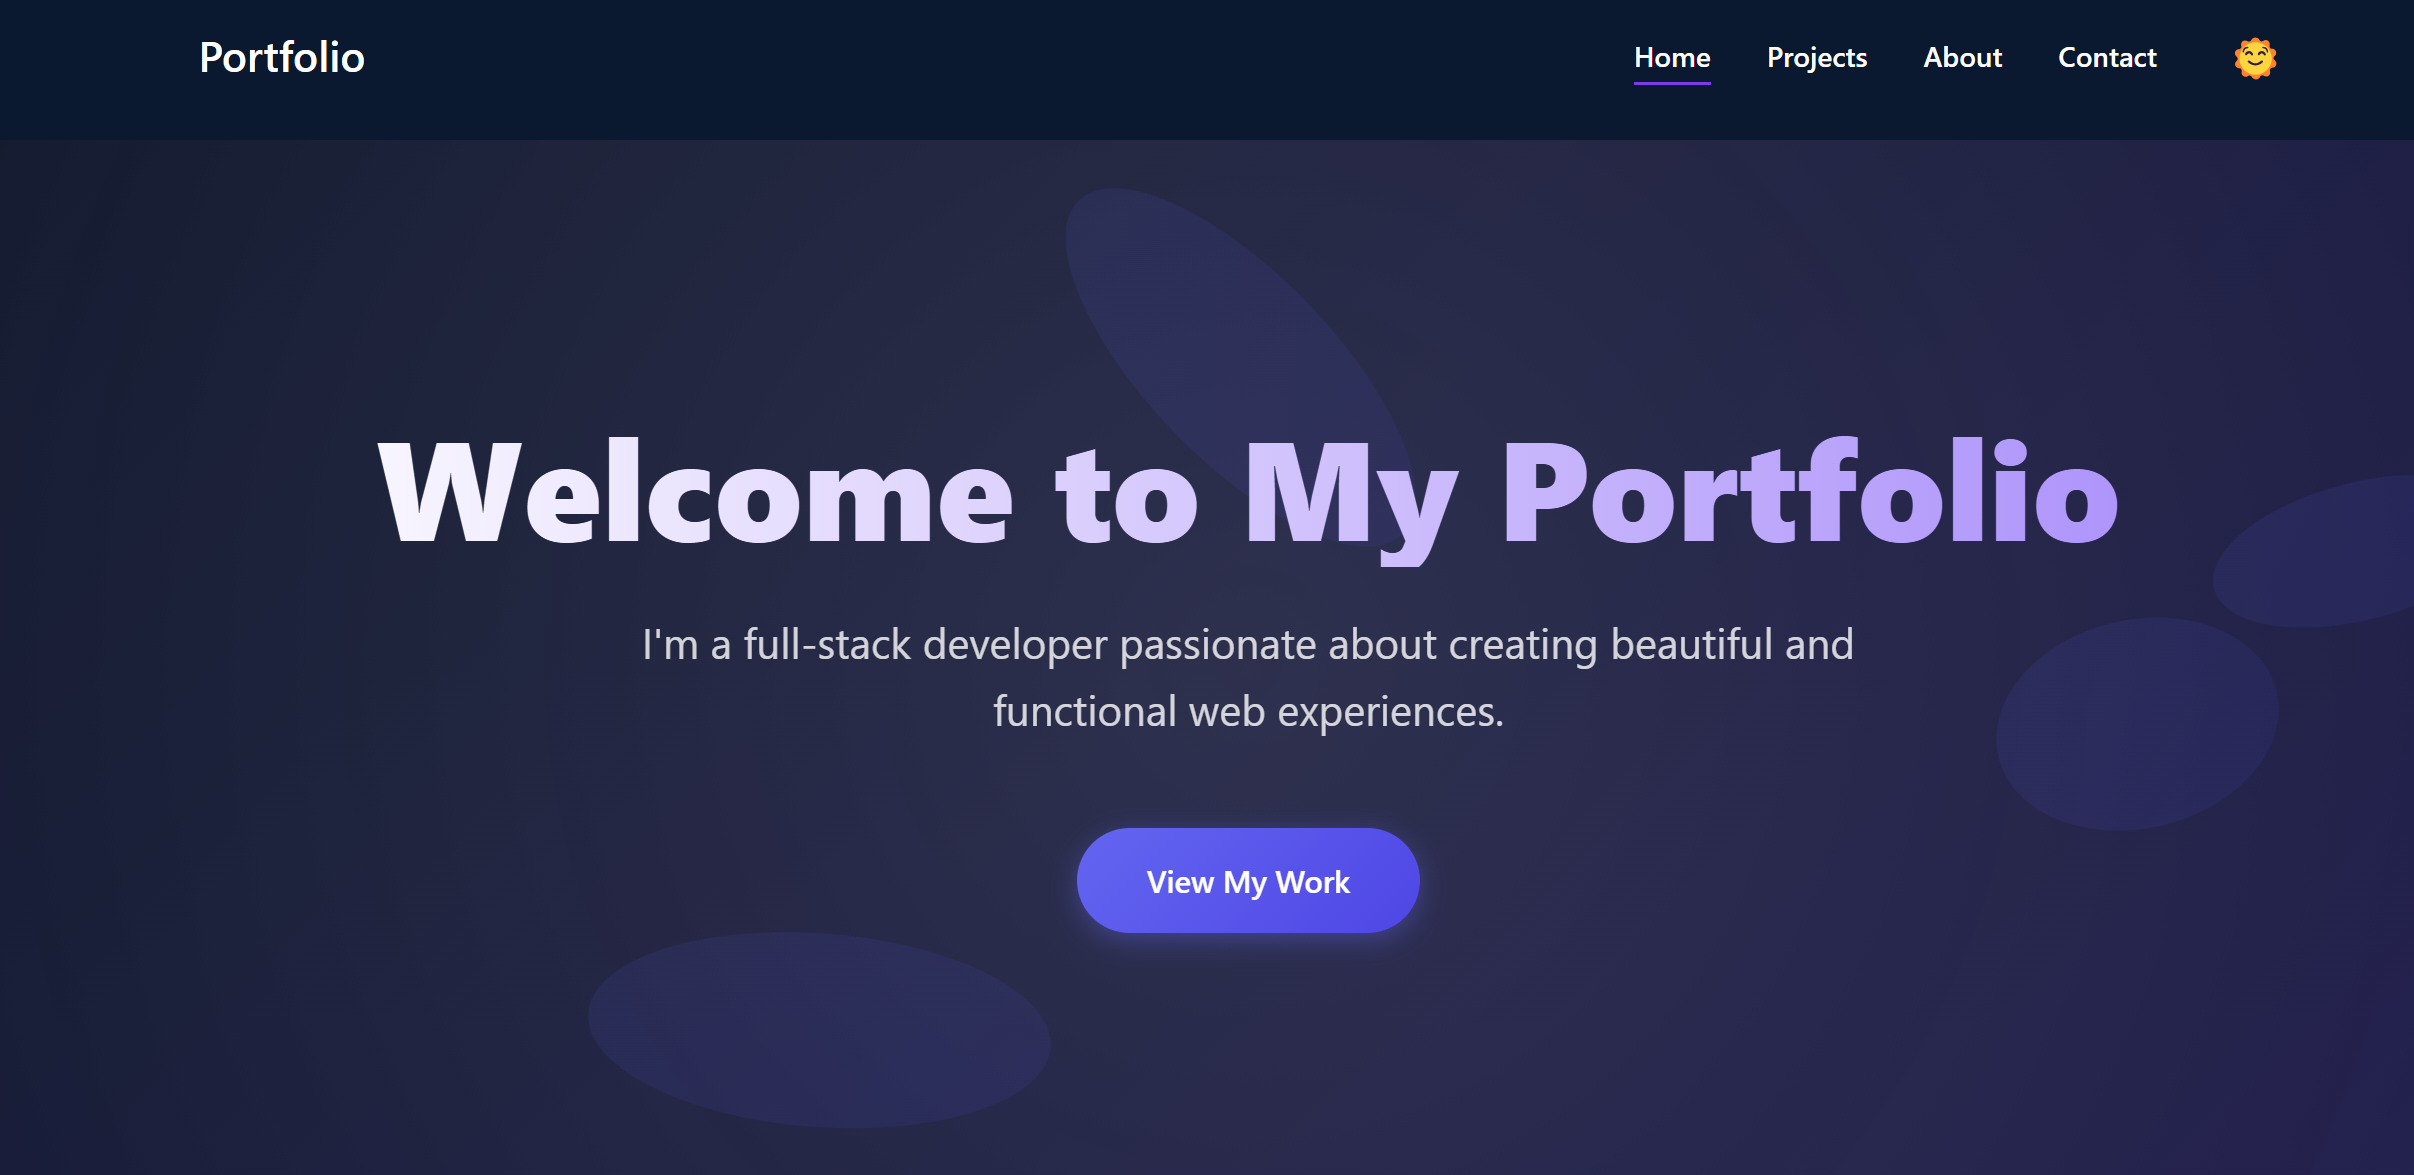 Portfolio
Home Projects About Contact
Welcome to My Portfolio
I'm a full-stack developer passionate about creating beautiful and
functional web experiences.
View My Work